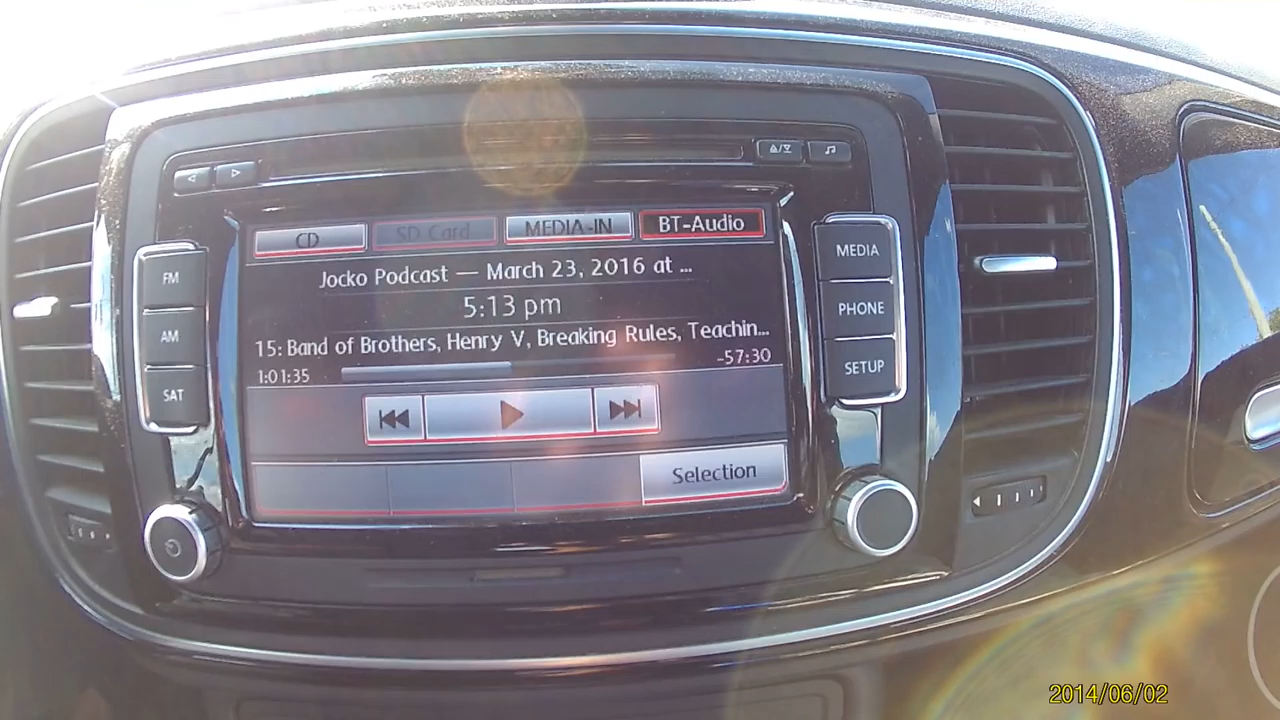 CD SD Card MEDIA-IN BT-Audio
Jocko Podcast — March 23, 2016 at ...
5:13 pm
15: Band of Brothers, Henry V, Breaking Rules, Teachin...
1:01:35 -57:30
Selection
FM
AM
SAT
MEDIA
PHONE
SETUP
2014/06/02